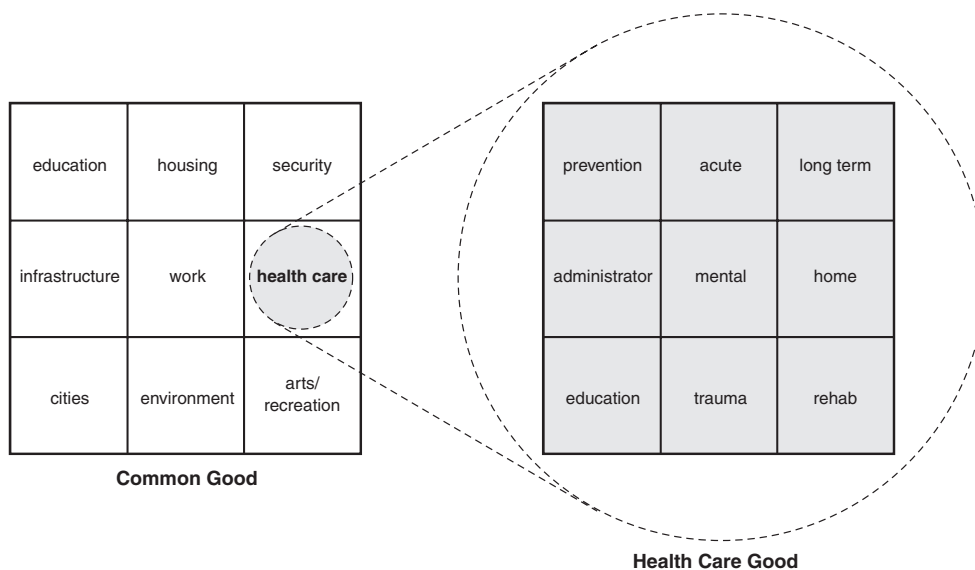 education
housing
security
infrastructure
work
health care
cities
environment
arts/
recreation
Common Good
prevention
acute
long term
administrator
mental
home
education
trauma
rehab
Health Care Good